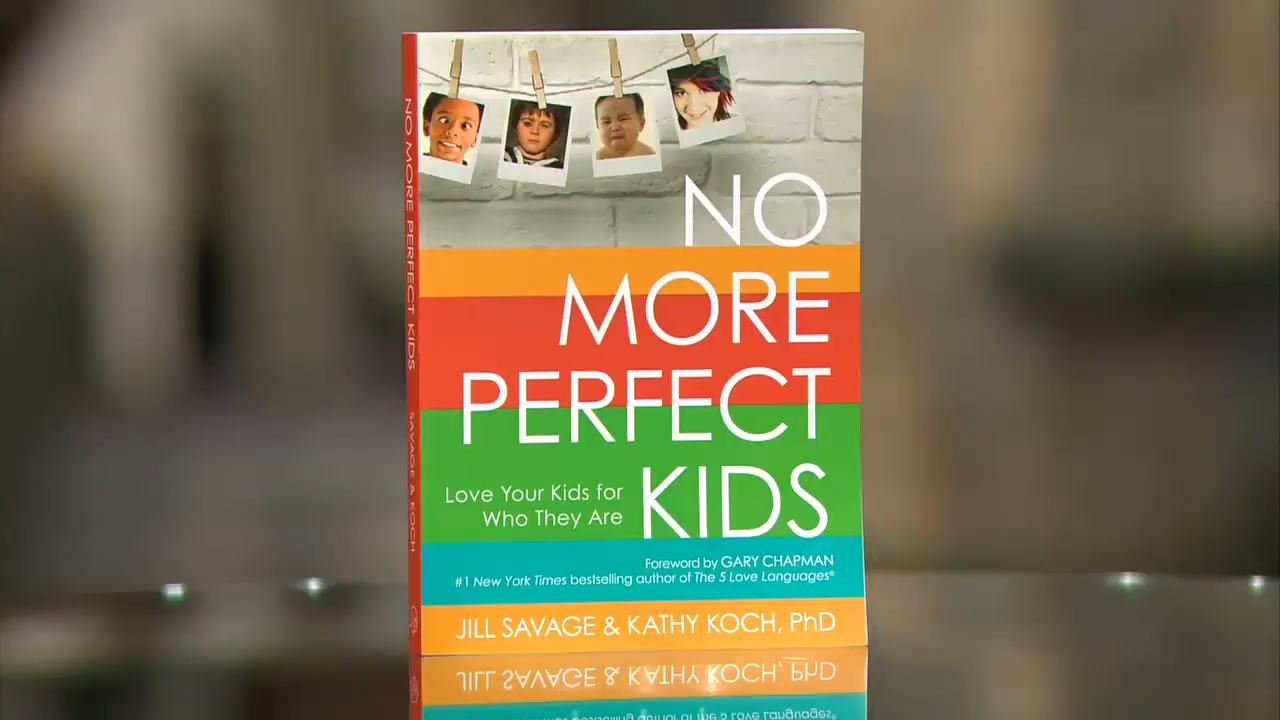 NO MORE PERFECT KIDS SAVAGE & KOCH
NO
MORE
PERFECT
KIDS
Love Your Kids for
Who They Are
Foreword by GARY CHAPMAN
#1 New York Times bestselling author of The 5 Love Languages®
JILL SAVAGE & KATHY KOCH, PhD